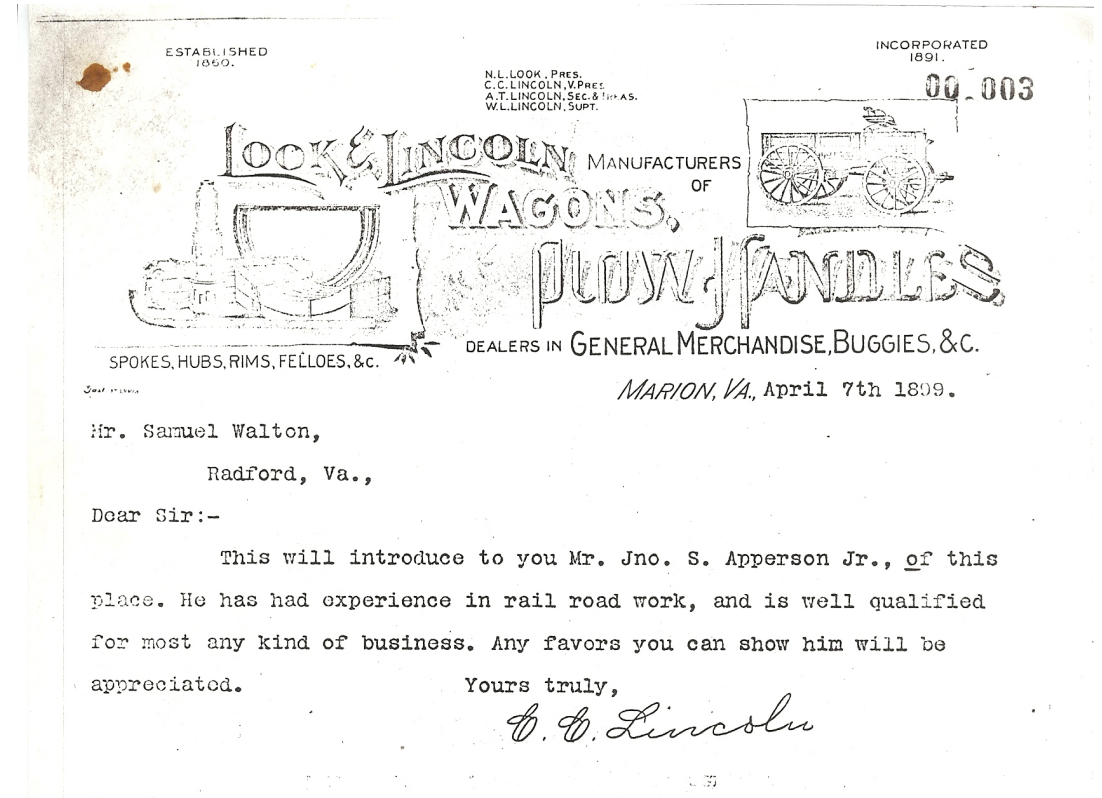 ESTABLISHED
1860.
INCORPORATED
1891.
00.003
N.L.LOOK, PRES.
C.C.LINCOLN, V.PRES.
A.T.LINCOLN, SEC.& TREAS.
W.L.LINCOLN, SUPT.
LOOK & LINCOLN
MANUFACTURERS
OF
WAGONS,
PLOW HANDLES,
DEALERS IN GENERAL MERCHANDISE, BUGGIES, &C.
SPOKES, HUBS, RIMS, FELLOES, &C.
MARION, VA., April 7th 1899.
Mr. Samuel Walton,
Radford, Va.,
Dear Sir:-
This will introduce to you Mr. Jno. S. Apperson Jr., of this
place. He has had experience in rail road work, and is well qualified
for most any kind of business. Any favors you can show him will be
appreciated.
Yours truly,
C. C. Lincoln